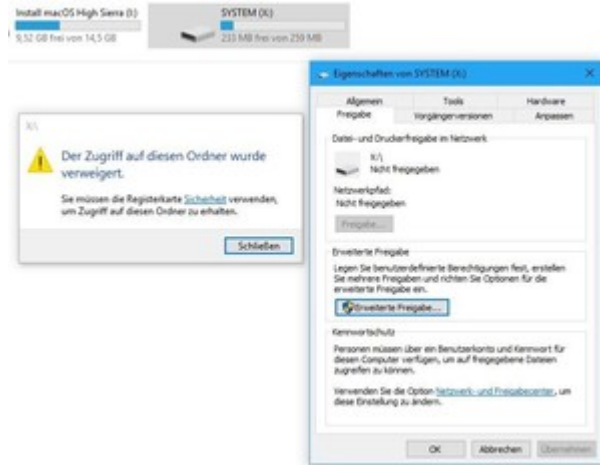 Install macOS High Sierra (I:)
9,52 GB frei von 14,5 GB
SYSTEM (X:)
233 MB frei von 259 MB
X:\
Der Zugriff auf diesen Ordner wurde
verweigert.
Sie müssen die Registerkarte Sicherheit verwenden,
um Zugriff auf diesen Ordner zu erhalten.
Schließen
Eigenschaften von SYSTEM (X:)
Allgemein Tools Hardware
Freigabe Vorgängerversionen Anpassen
Datei- und Druckerfreigabe im Netzwerk
X:\
Nicht freigegeben
Netzwerkpfad:
Nicht freigegeben
Freigabe...
Erweiterte Freigabe
Legen Sie benutzerdefinierte Berechtigungen fest, erstellen
Sie mehrere Freigaben und richten Sie Optionen für die
erweiterte Freigabe ein.
Erweiterte Freigabe...
Kennwortschutz
Personen müssen über ein Benutzerkonto und Kennwort für
diesen Computer verfügen, um auf freigegebene Dateien
zugreifen zu können.
Verwenden Sie die Option Netzwerk- und Freigabecenter, um
diese Einstellung zu ändern.
OK Abbrechen Übernehmen